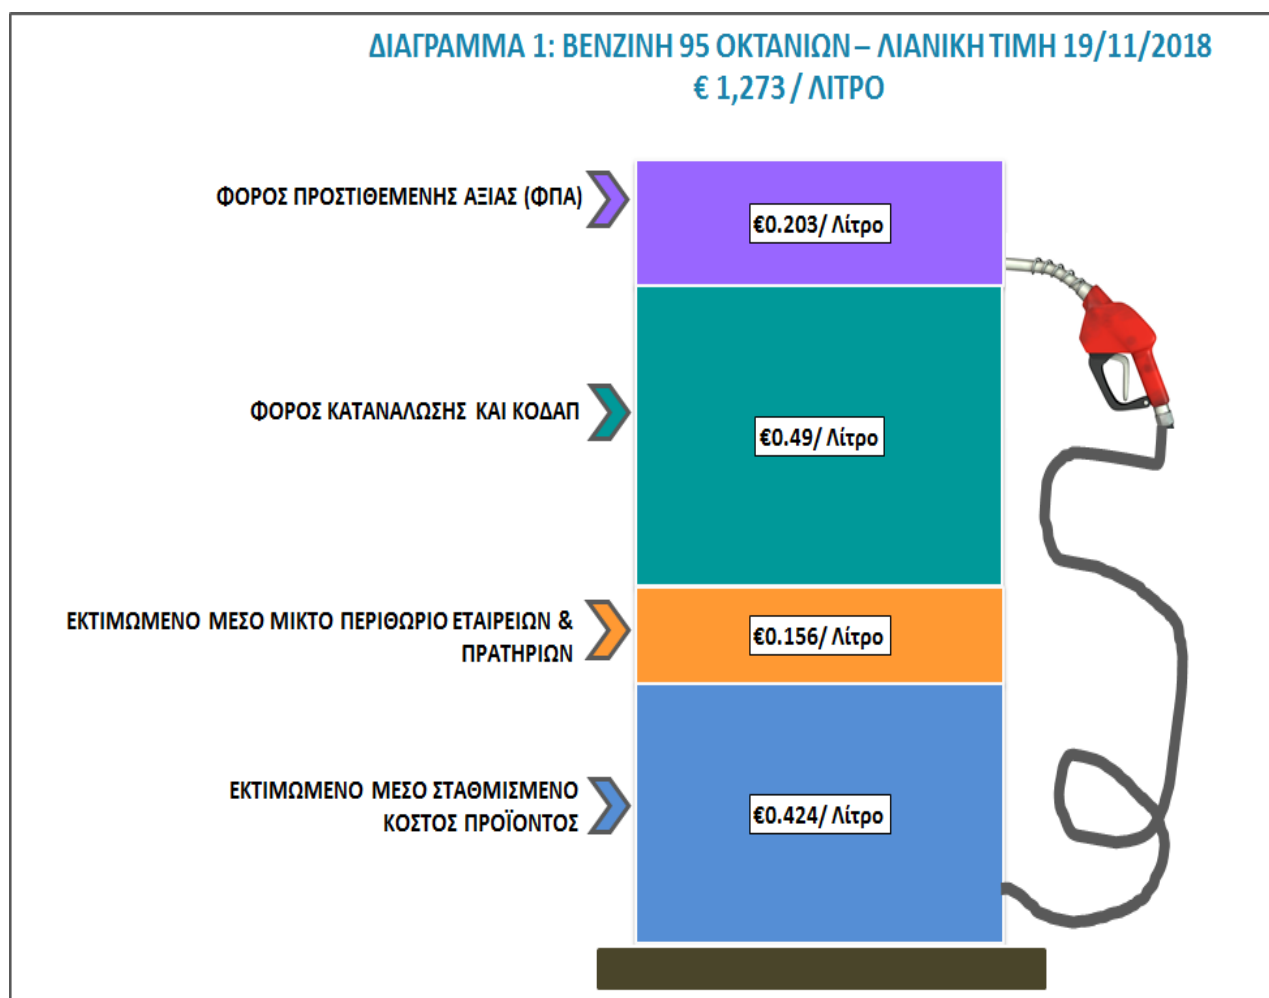 ΔΙΑΓΡΑΜΜΑ 1: ΒΕΝΖΙΝΗ 95 ΟΚΤΑΝΙΩΝ – ΛΙΑΝΙΚΗ ΤΙΜΗ 19/11/2018
€ 1,273 / ΛΙΤΡΟ
ΦΟΡΟΣ ΠΡΟΣΤΙΘΕΜΕΝΗΣ ΑΞΙΑΣ (ΦΠΑ)
€0.203/ Λίτρο
ΦΟΡΟΣ ΚΑΤΑΝΑΛΩΣΗΣ ΚΑΙ ΚΟΔΑΠ
€0.49/ Λίτρο
ΕΚΤΙΜΩΜΕΝΟ ΜΕΣΟ ΜΙΚΤΟ ΠΕΡΙΘΩΡΙΟ ΕΤΑΙΡΕΙΩΝ &
ΠΡΑΤΗΡΙΩΝ
€0.156/ Λίτρο
ΕΚΤΙΜΩΜΕΝΟ ΜΕΣΟ ΣΤΑΘΜΙΣΜΕΝΟ
ΚΟΣΤΟΣ ΠΡΟΪΟΝΤΟΣ
€0.424/ Λίτρο